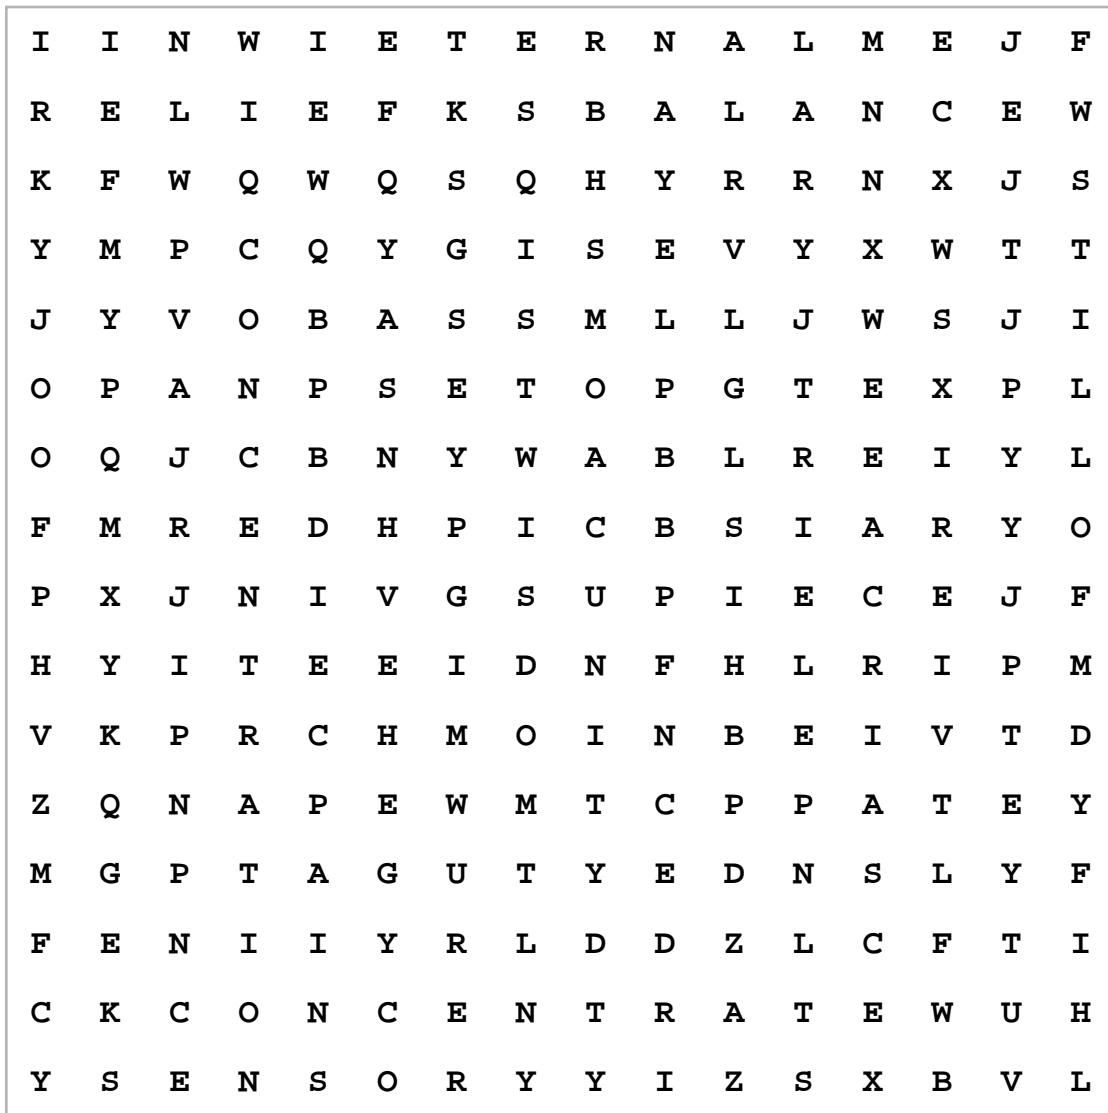 I I N W I E T E R N A L M E J F
R E L I E F K S B A L A N C E W
K F W Q W Q S Q H Y R R N X J S
Y M P C Q Y G I S E V Y X W T T
J Y V O B A S S M L L J W S J I
O P A N P S E T O P G T E X P L
O Q J C B N Y W A B L R E I Y L
F M R E D H P I C B S I A R Y O
P X J N I V G S U P I E C E J F
H Y I T E E I D N F H L R I P M
V K P R C H M O I N B E I V T D
Z Q N A P E W M T C P P A T E Y
M G P T A G U T Y E D N S L Y F
F E N I I Y R L D D Z L C F T I
C K C O N C E N T R A T E W U H
Y S E N S O R Y Y I Z S X B V L